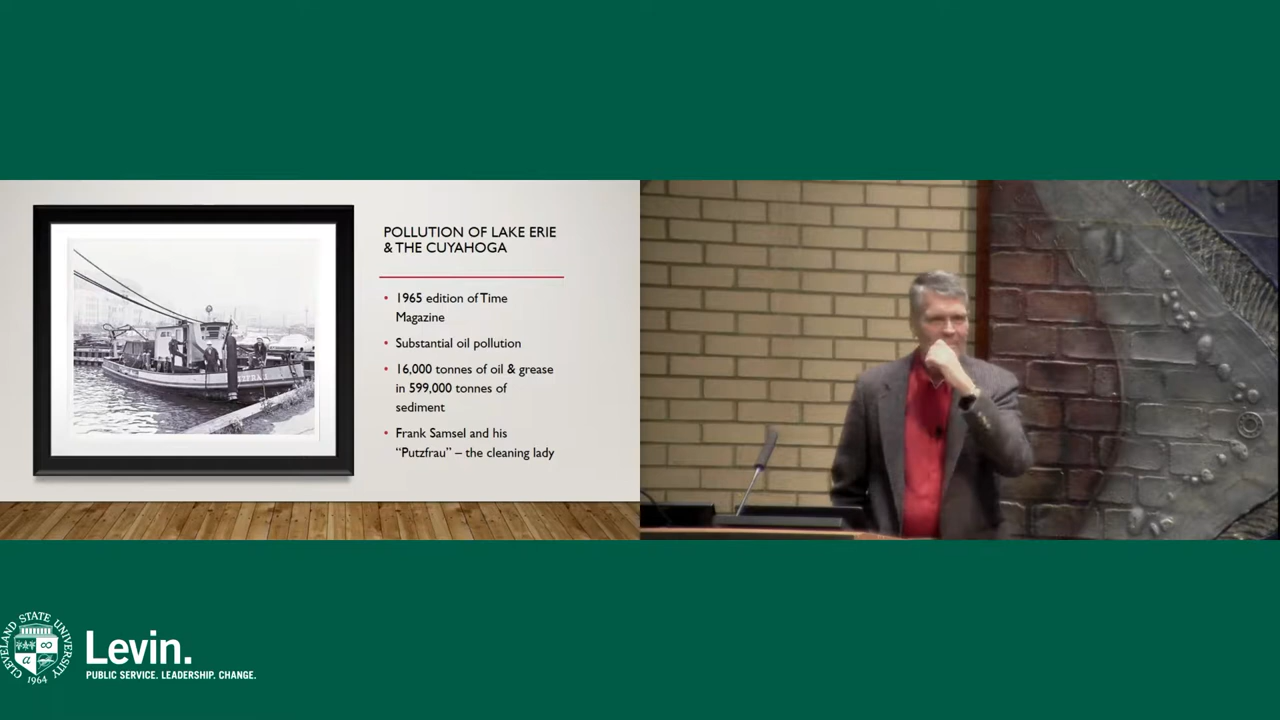 POLLUTION OF LAKE ERIE
& THE CUYAHOGA
• 1965 edition of Time
Magazine
• Substantial oil pollution
• 16,000 tonnes of oil & grease
in 599,000 tonnes of
sediment
• Frank Samsel and his
“Putzfrau” – the cleaning lady
CLEVELAND STATE UNIVERSITY
1964
Levin.
PUBLIC SERVICE. LEADERSHIP. CHANGE.